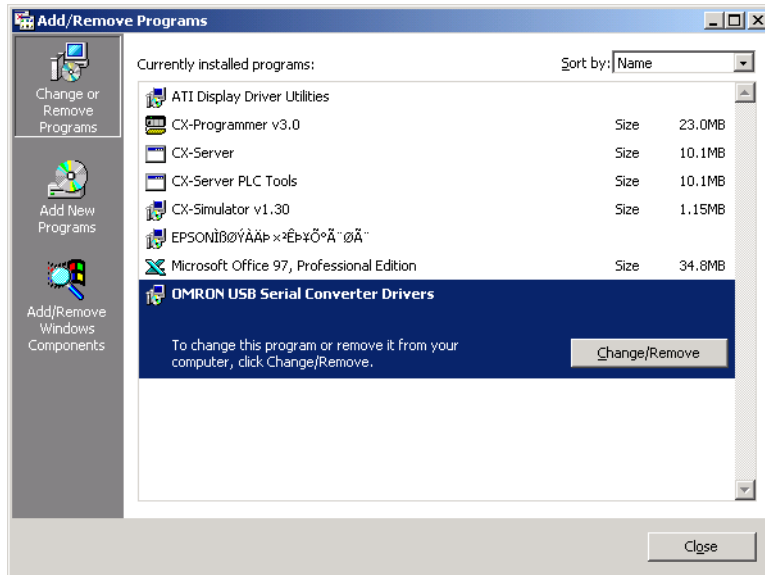 Add/Remove Programs
Change or
Remove
Programs
Add New
Programs
Add/Remove
Windows
Components
Currently installed programs:
Sort by: Name
ATI Display Driver Utilities
CX-Programmer v3.0 Size 23.0MB
CX-Server Size 10.1MB
CX-Server PLC Tools Size 10.1MB
CX-Simulator v1.30 Size 1.15MB
EPSONÌßØÝÀÄÞ×²ÊÞ¥Õ°Ã¨ØÃ¨
Microsoft Office 97, Professional Edition Size 34.8MB
OMRON USB Serial Converter Drivers
To change this program or remove it from your
computer, click Change/Remove.
Change/Remove
Close